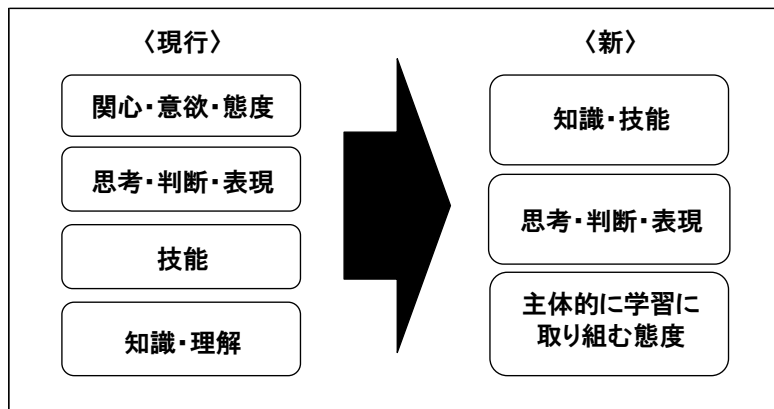 〈現行〉
関心・意欲・態度
思考・判断・表現
技能
知識・理解
〈新〉
知識・技能
思考・判断・表現
主体的に学習に
取り組む態度